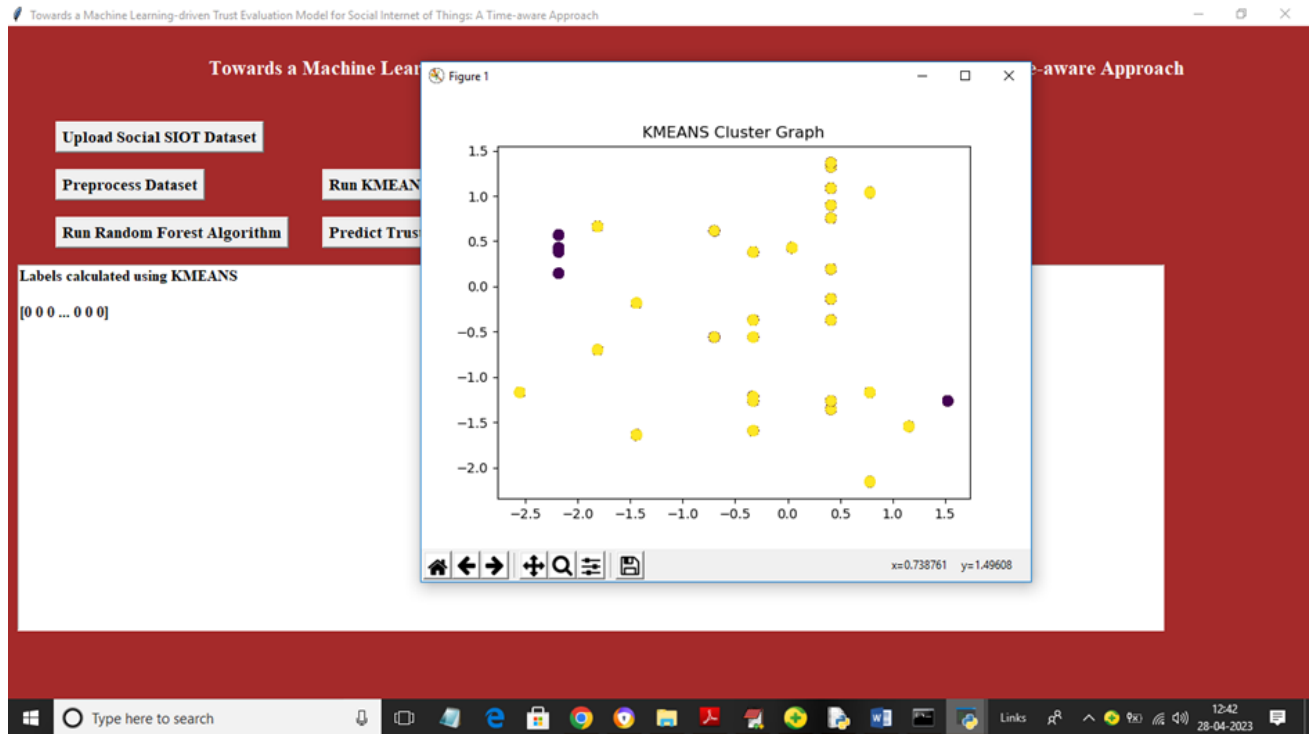 Towards a Machine Learning-driven Trust Evaluation Model for Social Internet of Things: A Time-aware Approach
Towards a Machine Lear
e-aware Approach
Upload Social SIOT Dataset
Preprocess Dataset
Run KMEAN
Run Random Forest Algorithm
Predict Trus
Labels calculated using KMEANS
[0 0 0 ... 0 0 0]
Figure 1
KMEANS Cluster Graph
1.5
1.0
0.5
0.0
−0.5
−1.0
−1.5
−2.0
−2.5 −2.0 −1.5 −1.0 −0.5 0.0 0.5 1.0 1.5
x=0.738761 y=1.49608
Type here to search
Links
12:42
28-04-2023